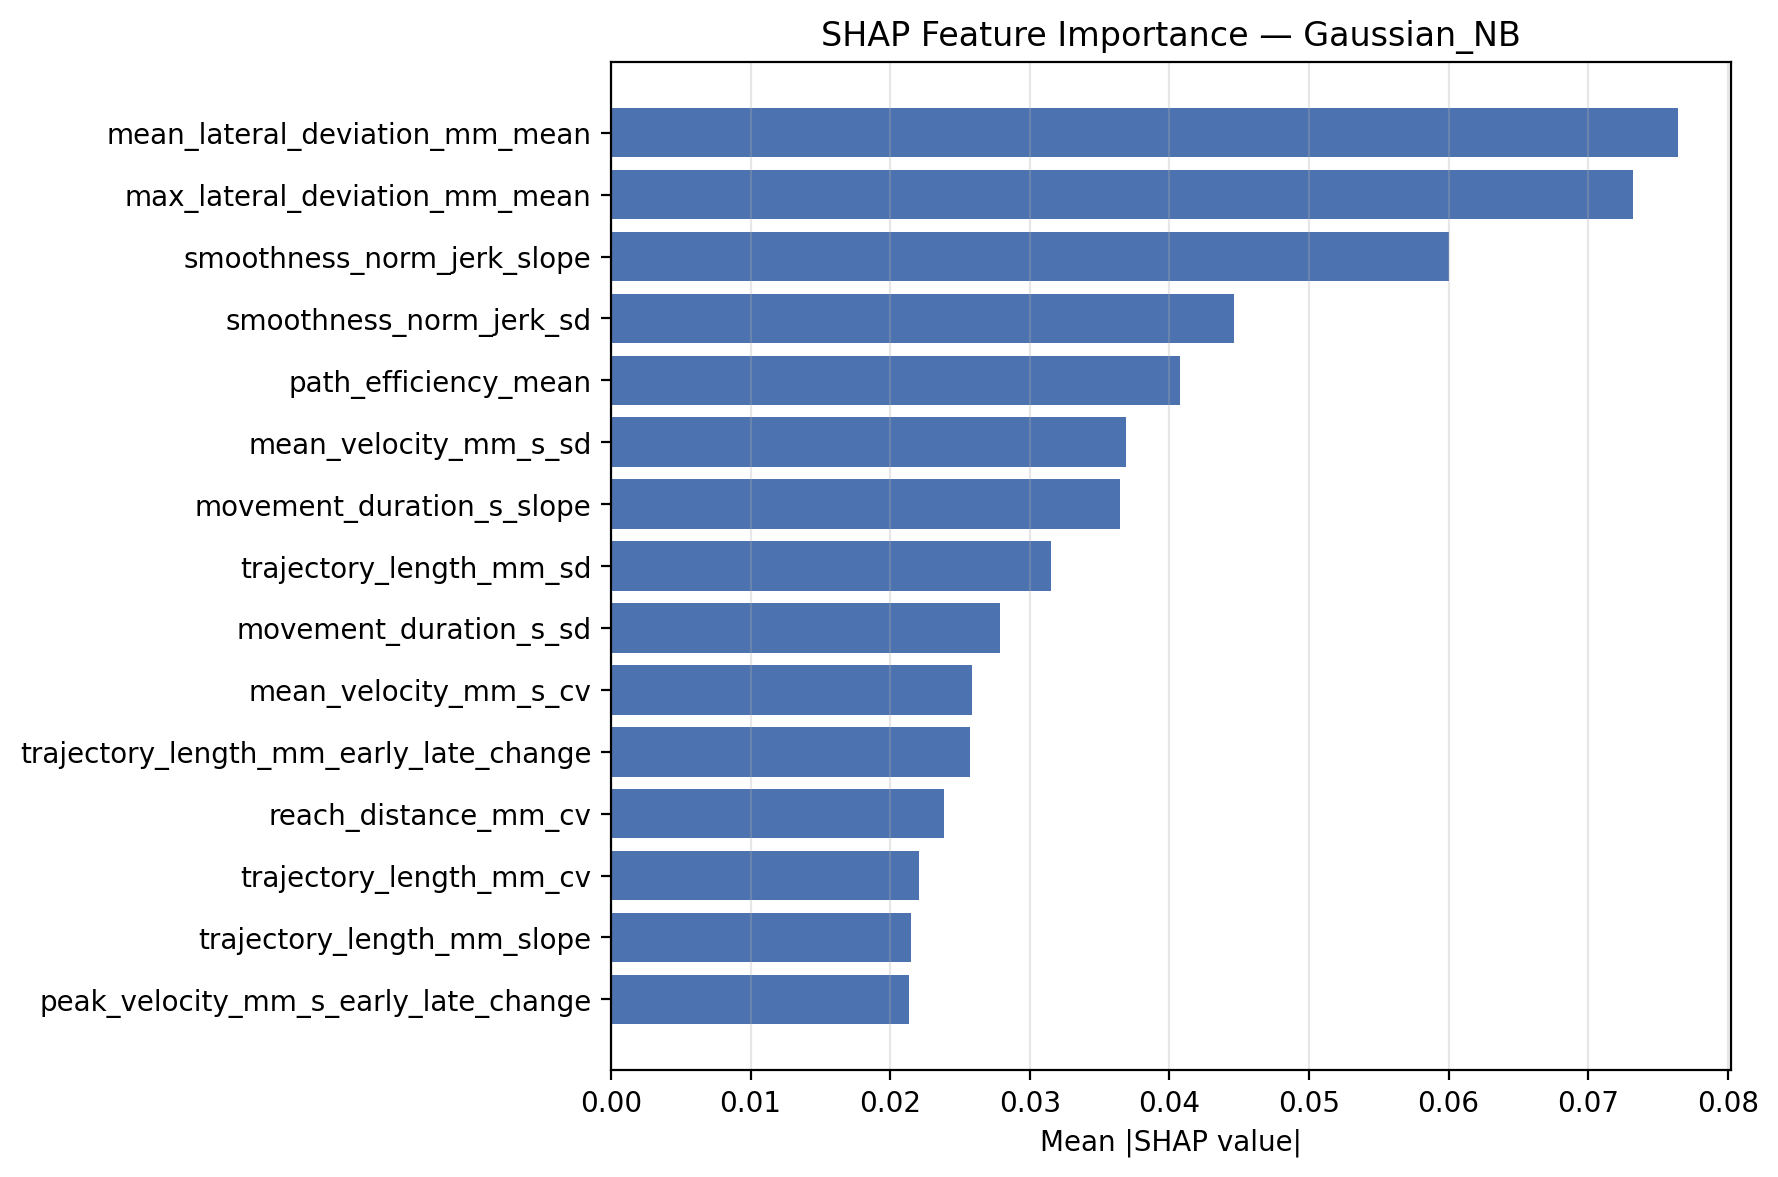 SHAP Feature Importance — Gaussian_NB
mean_lateral_deviation_mm_mean
max_lateral_deviation_mm_mean
smoothness_norm_jerk_slope
smoothness_norm_jerk_sd
path_efficiency_mean
mean_velocity_mm_s_sd
movement_duration_s_slope
trajectory_length_mm_sd
movement_duration_s_sd
mean_velocity_mm_s_cv
trajectory_length_mm_early_late_change
reach_distance_mm_cv
trajectory_length_mm_cv
trajectory_length_mm_slope
peak_velocity_mm_s_early_late_change
0.00 0.01 0.02 0.03 0.04 0.05 0.06 0.07 0.08
Mean |SHAP value|